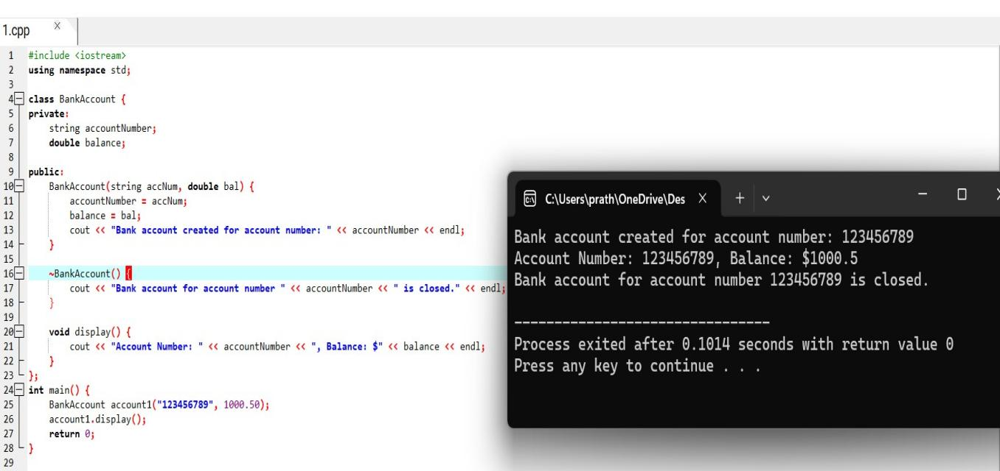 1.cpp X
1 #include <iostream>
2 using namespace std;
3
4 class BankAccount {
5 private:
6     string accountNumber;
7     double balance;
8
9 public:
10     BankAccount(string accNum, double bal) {
11         accountNumber = accNum;
12         balance = bal;
13         cout << "Bank account created for account number: " << accountNumber << endl;
14     }
15
16     ~BankAccount() {
17         cout << "Bank account for account number " << accountNumber << " is closed." << endl;
18     }
19
20     void display() {
21         cout << "Account Number: " << accountNumber << ", Balance: $" << balance << endl;
22     }
23 };
24 int main() {
25     BankAccount account1("123456789", 1000.50);
26     account1.display();
27     return 0;
28 }
29
C:\Users\prath\OneDrive\Des X
Bank account created for account number: 123456789
Account Number: 123456789, Balance: $1000.5
Bank account for account number 123456789 is closed.
--------------------------------
Process exited after 0.1014 seconds with return value 0
Press any key to continue . . .